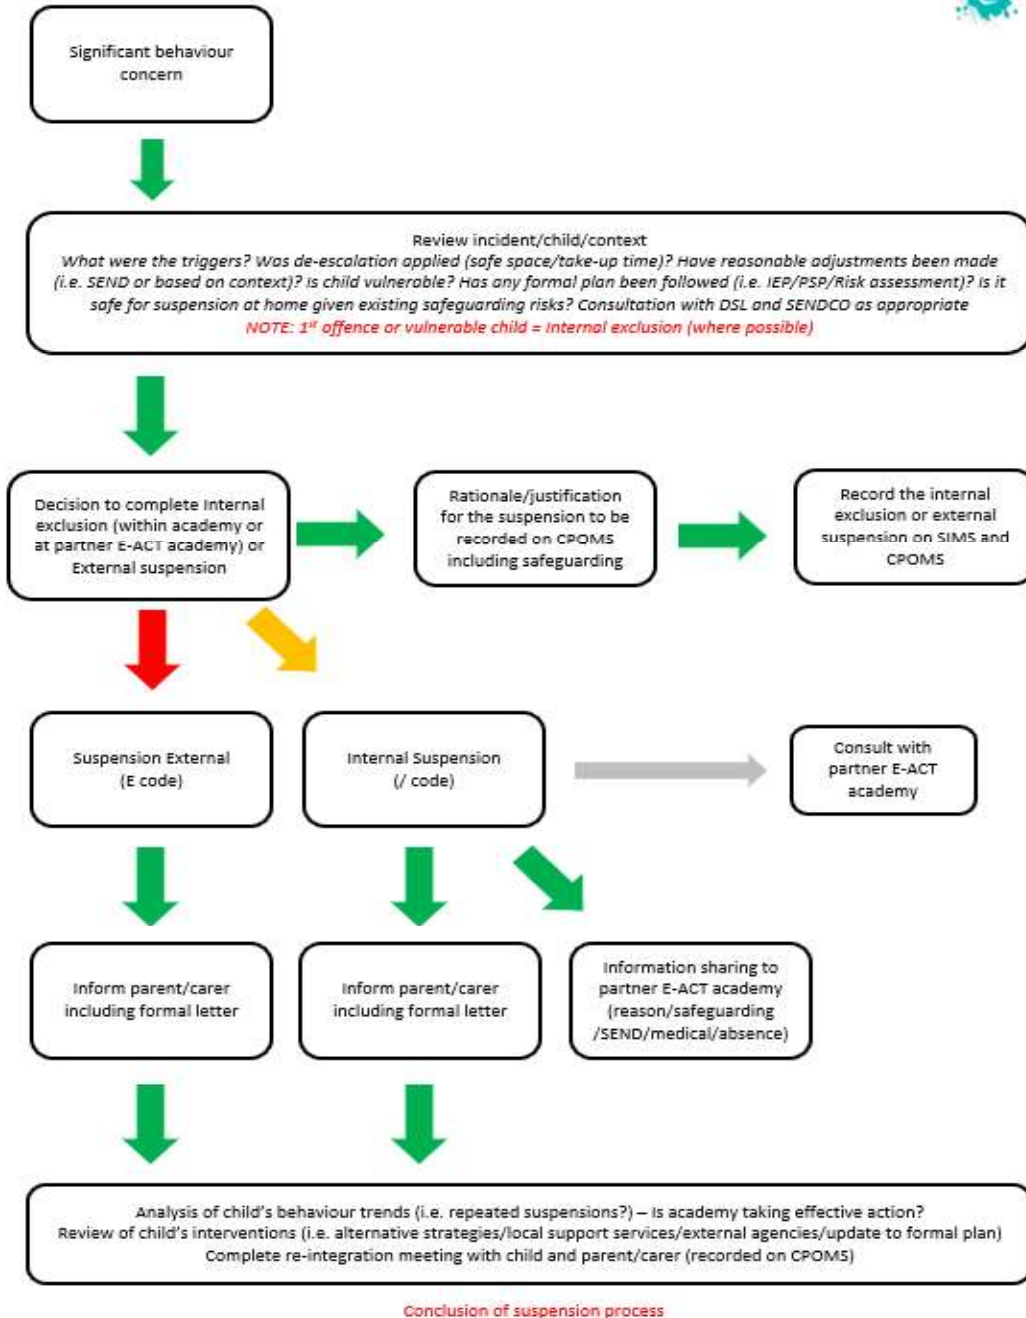 Significant behaviour
concern
Review incident/child/context
What were the triggers? Was de-escalation applied (safe space/take-up time)? Have reasonable adjustments been made
(i.e. SEND or based on context)? Is child vulnerable? Has any formal plan been followed (i.e. IEP/PSP/Risk assessment)? Is it
safe for suspension at home given existing safeguarding risks? Consultation with DSL and SENDCO as appropriate
NOTE: 1st offence or vulnerable child = Internal exclusion (where possible)
Decision to complete Internal
exclusion (within academy or
at partner E-ACT academy) or
External suspension
Rationale/justification
for the suspension to be
recorded on CPOMS
including safeguarding
Record the internal
exclusion or external
suspension on SIMS and
CPOMS
Suspension External
(E code)
Internal Suspension
(/ code)
Consult with
partner E-ACT
academy
Inform parent/carer
including formal letter
Inform parent/carer
including formal letter
Information sharing to
partner E-ACT academy
(reason/safeguarding
/SEND/medical/absence)
Analysis of child's behaviour trends (i.e. repeated suspensions?) – Is academy taking effective action?
Review of child's interventions (i.e. alternative strategies/local support services/external agencies/update to formal plan)
Complete re-integration meeting with child and parent/carer (recorded on CPOMS)
Conclusion of suspension process